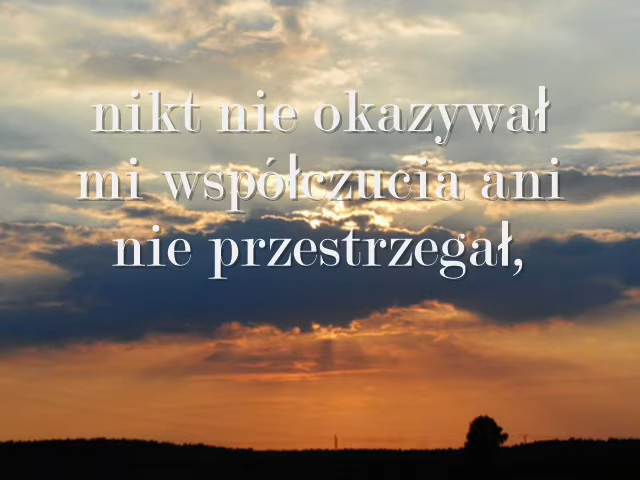 nikt nie okazywał
mi współczucia ani
nie przestrzegał,